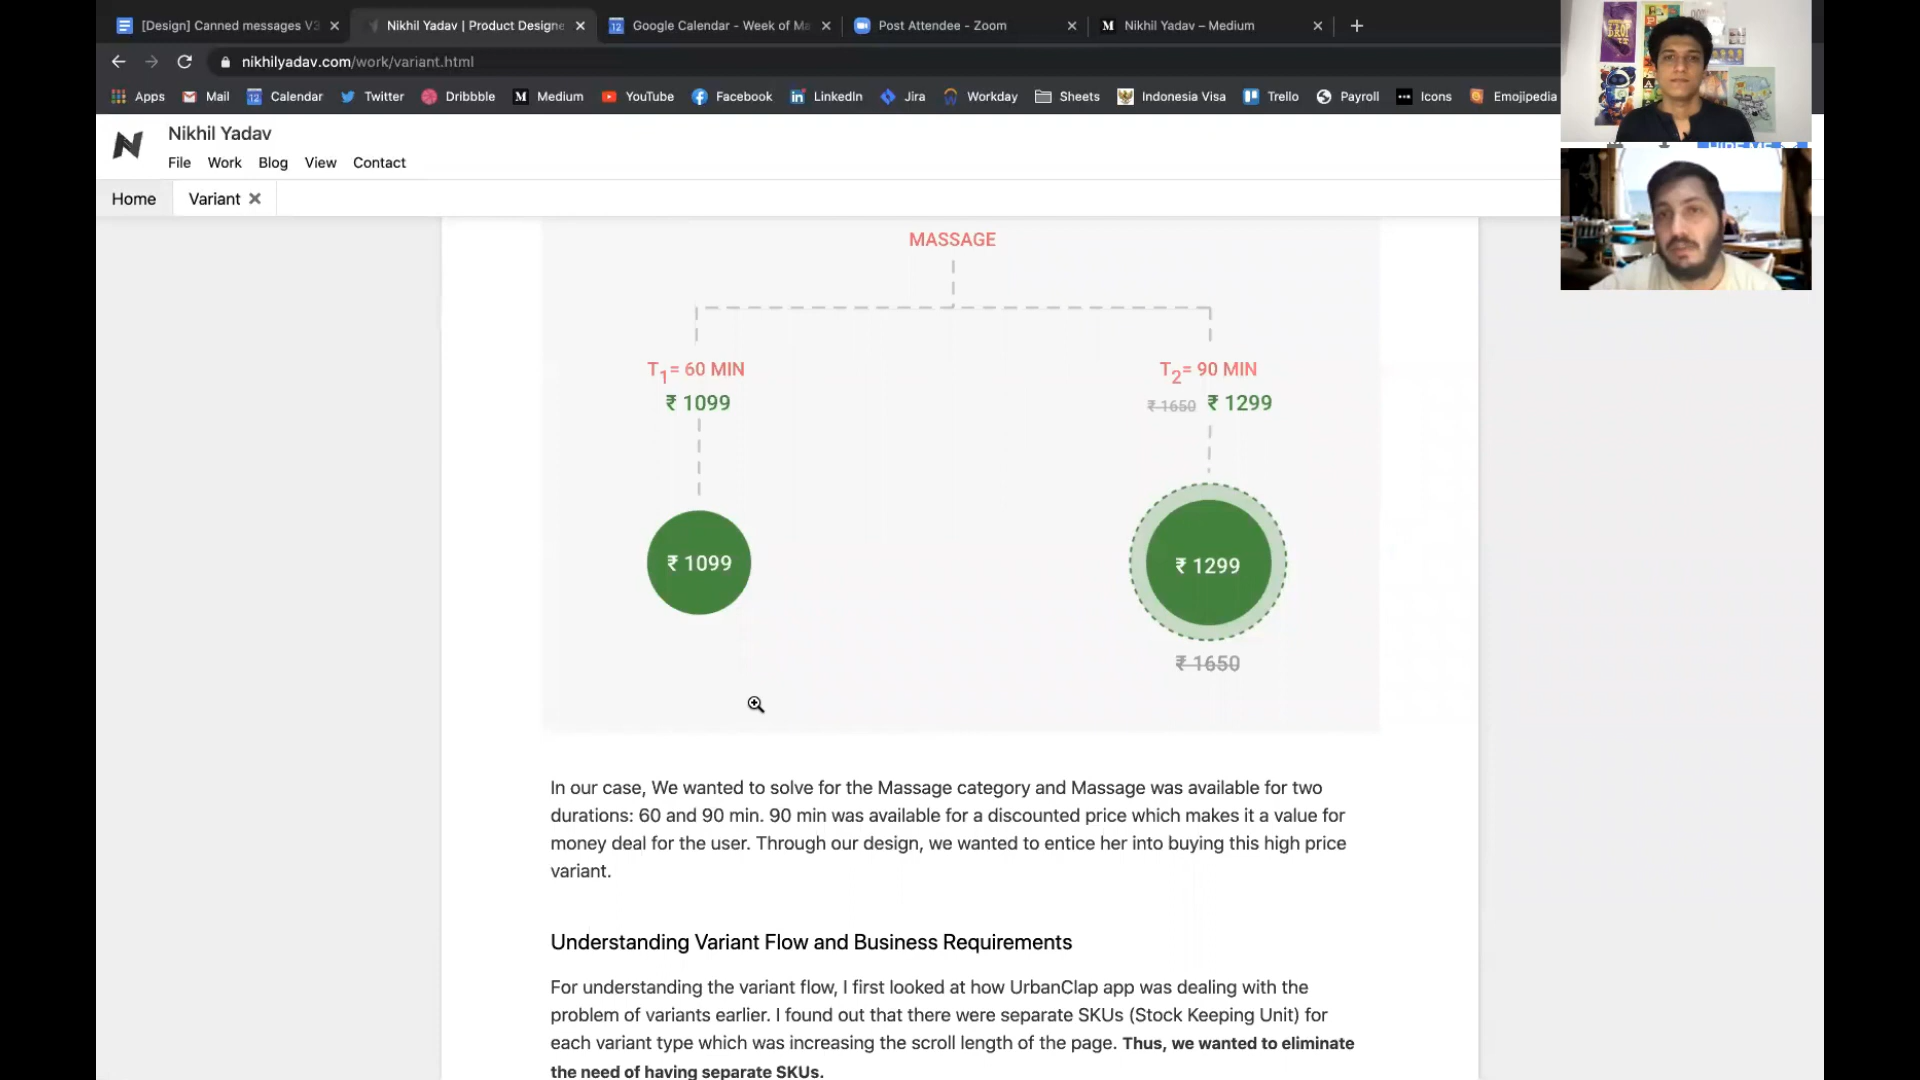 [Design] Canned messages V3
Nikhil Yadav | Product Designe
Google Calendar - Week of Ma
Post Attendee - Zoom
Nikhil Yadav – Medium
nikhilyadav.com/work/variant.html
Apps
Mail
Calendar
Twitter
Dribbble
Medium
YouTube
Facebook
LinkedIn
Jira
Workday
Sheets
Indonesia Visa
Trello
Payroll
Icons
Emojipedia
Nikhil Yadav
File Work Blog View Contact
HIRE ME
Home
Variant
MASSAGE
T1= 60 MIN
₹ 1099
T2= 90 MIN
₹ 1650 ₹ 1299
₹ 1099
₹ 1299
₹ 1650
In our case, We wanted to solve for the Massage category and Massage was available for two
durations: 60 and 90 min. 90 min was available for a discounted price which makes it a value for
money deal for the user. Through our design, we wanted to entice her into buying this high price
variant.
Understanding Variant Flow and Business Requirements
For understanding the variant flow, I first looked at how UrbanClap app was dealing with the
problem of variants earlier. I found out that there were separate SKUs (Stock Keeping Unit) for
each variant type which was increasing the scroll length of the page. Thus, we wanted to eliminate
the need of having separate SKUs.